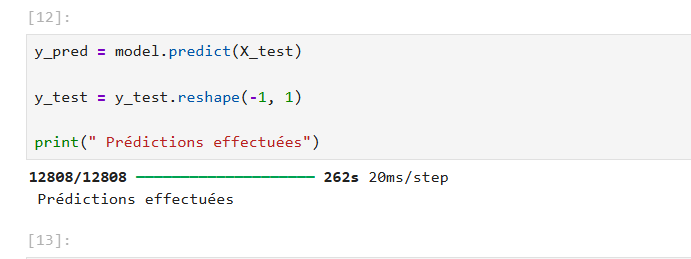 [12]:
y_pred = model.predict(X_test)
y_test = y_test.reshape(-1, 1)
print(" Prédictions effectuées")
12808/12808 ━━━━━━━━━━━━━━━━━━━━ 262s 20ms/step
Prédictions effectuées
[13]: